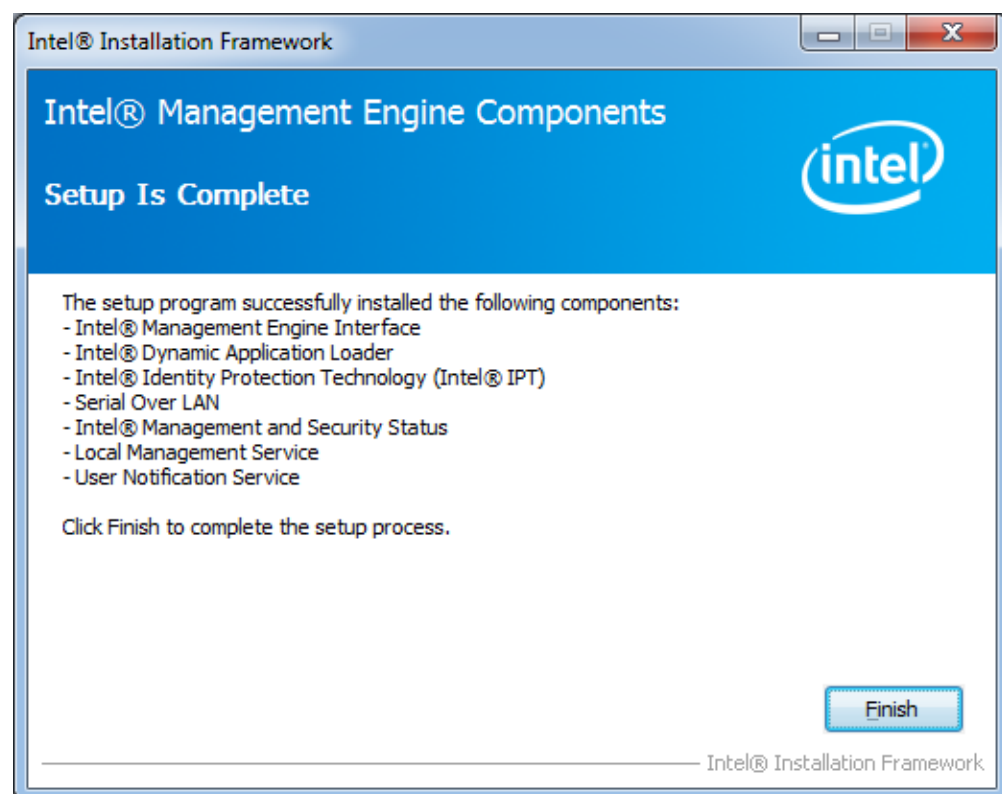 Intel® Installation Framework
Intel® Management Engine Components
Setup Is Complete
intel
The setup program successfully installed the following components:
- Intel® Management Engine Interface
- Intel® Dynamic Application Loader
- Intel® Identity Protection Technology (Intel® IPT)
- Serial Over LAN
- Intel® Management and Security Status
- Local Management Service
- User Notification Service
Click Finish to complete the setup process.
Finish
Intel® Installation Framework